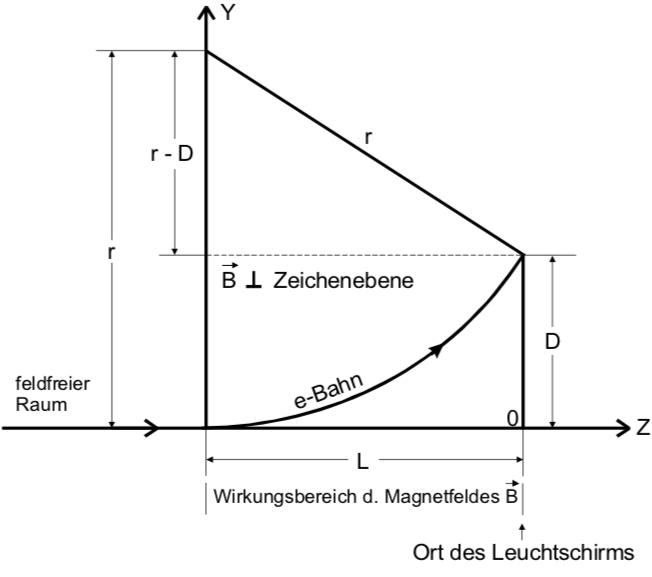 Y
r
r - D
r
B ⊥ Zeichenebene
D
feldfreier
Raum
e-Bahn
0
Z
L
Wirkungsbereich d. Magnetfeldes B
Ort des Leuchtschirms